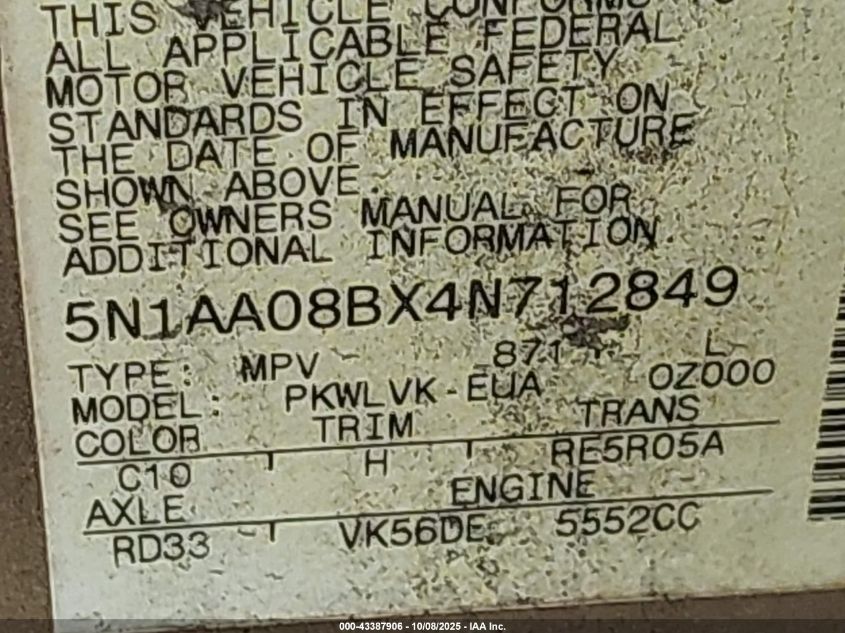 THIS VEHICLE CONFORMS TO
ALL APPLICABLE FEDERAL
MOTOR VEHICLE SAFETY
STANDARDS IN EFFECT ON
THE DATE OF MANUFACTURE
SHOWN ABOVE.
SEE OWNERS MANUAL FOR
ADDITIONAL INFORMATION.
5N1AA08BX4N712849
TYPE: MPV 871 L
MODEL: PKWLVK-EUA 0Z000
COLOR TRIM TRANS
C10 H RE5R05A
AXLE ENGINE
RD33 VK56DE 5552CC
000-43387906 - 10/08/2025 - IAA Inc.